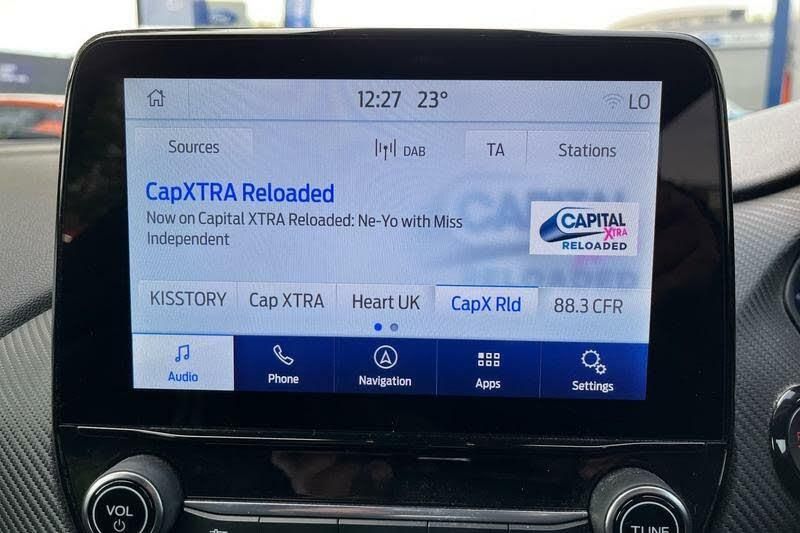 12:27 23° LO
Sources DAB TA Stations
CapXTRA Reloaded
Now on Capital XTRA Reloaded: Ne-Yo with Miss
Independent
CAPITAL
XTRA
RELOADED
KISSTORY Cap XTRA Heart UK CapX Rld 88.3 CFR
Audio Phone Navigation Apps Settings
VOL TUNE